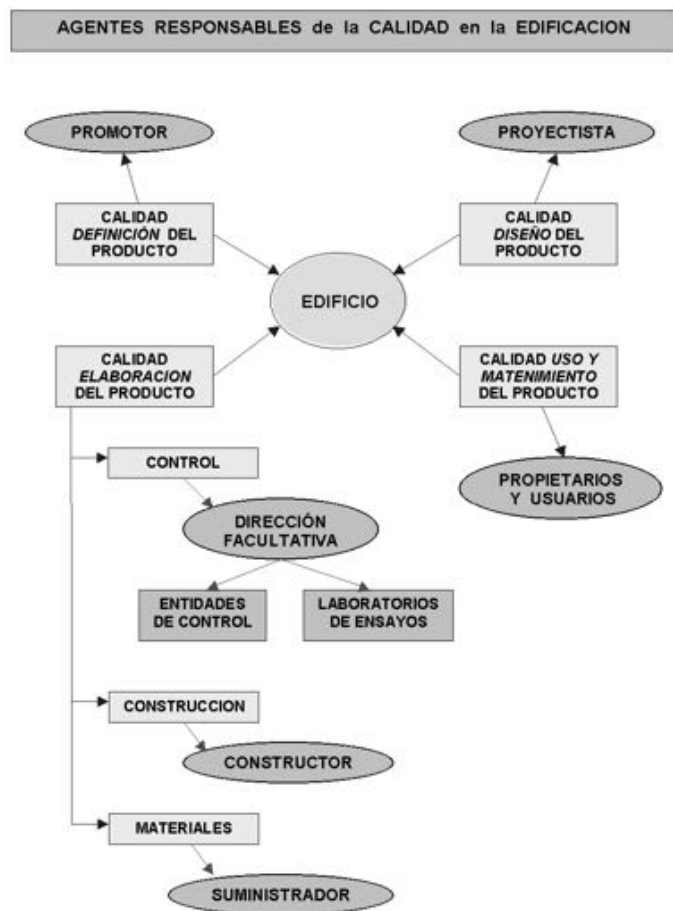 AGENTES RESPONSABLES de la CALIDAD en la EDIFICACION
PROMOTOR
PROYECTISTA
CALIDAD
DEFINICIÓN DEL
PRODUCTO
CALIDAD
DISEÑO DEL
PRODUCTO
EDIFICIO
CALIDAD
ELABORACION
DEL PRODUCTO
CALIDAD USO Y
MATENIMIENTO
DEL PRODUCTO
CONTROL
PROPIETARIOS
Y USUARIOS
DIRECCIÓN
FACULTATIVA
ENTIDADES
DE CONTROL
LABORATORIOS
DE ENSAYOS
CONSTRUCCION
CONSTRUCTOR
MATERIALES
SUMINISTRADOR